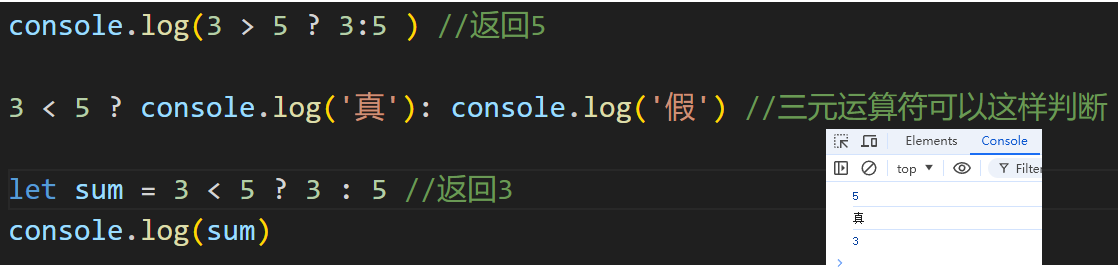 console.log(3 > 5 ? 3:5 ) //返回5
3 < 5 ? console.log('真'): console.log('假') //三元运算符可以这样判断
let sum = 3 < 5 ? 3 : 5 //返回3
console.log(sum)
Elements Console
top Filter
5
真
3